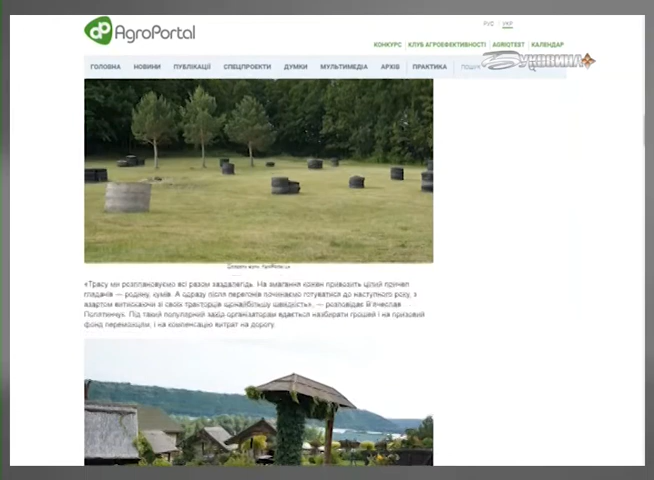 AgroPortal
РУС | УКР
КОНКУРС | КЛУБ АГРОЕФЕКТИВНОСТІ | AGRIQTEST | КАЛЕНДАР
ГОЛОВНА НОВИНИ ПУБЛІКАЦІЇ СПЕЦПРОЕКТИ ДУМКИ МУЛЬТИМЕДІА АРХІВ ПРАКТИКА ПОШУК
«Трасу ми розплановуємо всі разом заздалегідь. На змагання кожен привозить цілий причеп
глядачів — родину, кумів. А одразу після перегонів починаємо готуватися до наступного року, з
азартом витискаючи зі своїх тракторців щонайбільшу швидкість», — розповідає В'ячеслав
Під такий популярний захід організаторам вдається назбирати грошей і на призовий
фонд переможцям, і на компенсацію витрат на дорогу.